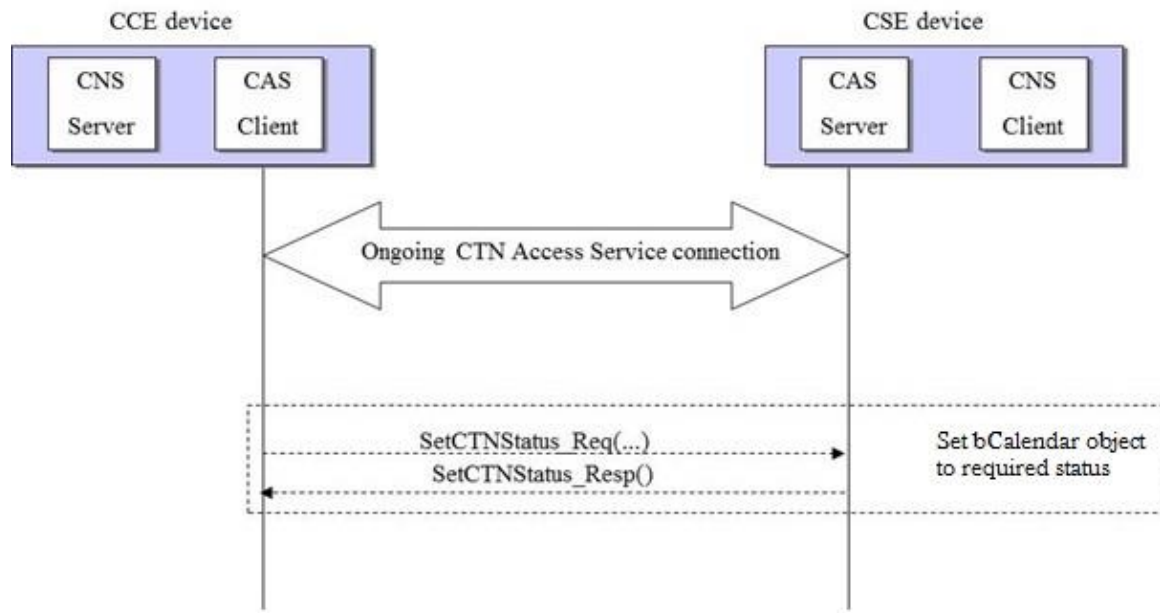 CCE device
CSE device
CNS
Server
CAS
Client
CAS
Server
CNS
Client
Ongoing CTN Access Service connection
SetCTNStatus_Req(...)
SetCTNStatus_Resp()
Set bCalendar object
to required status